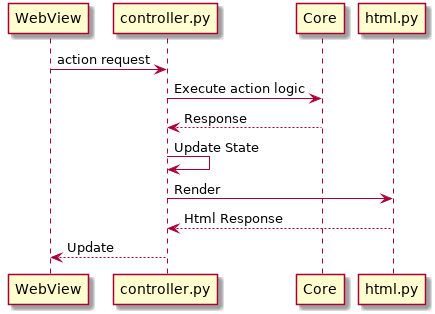 WebView controller.py Core html.py
action request
Execute action logic
Response
Update State
Render
Html Response
Update
WebView controller.py Core html.py